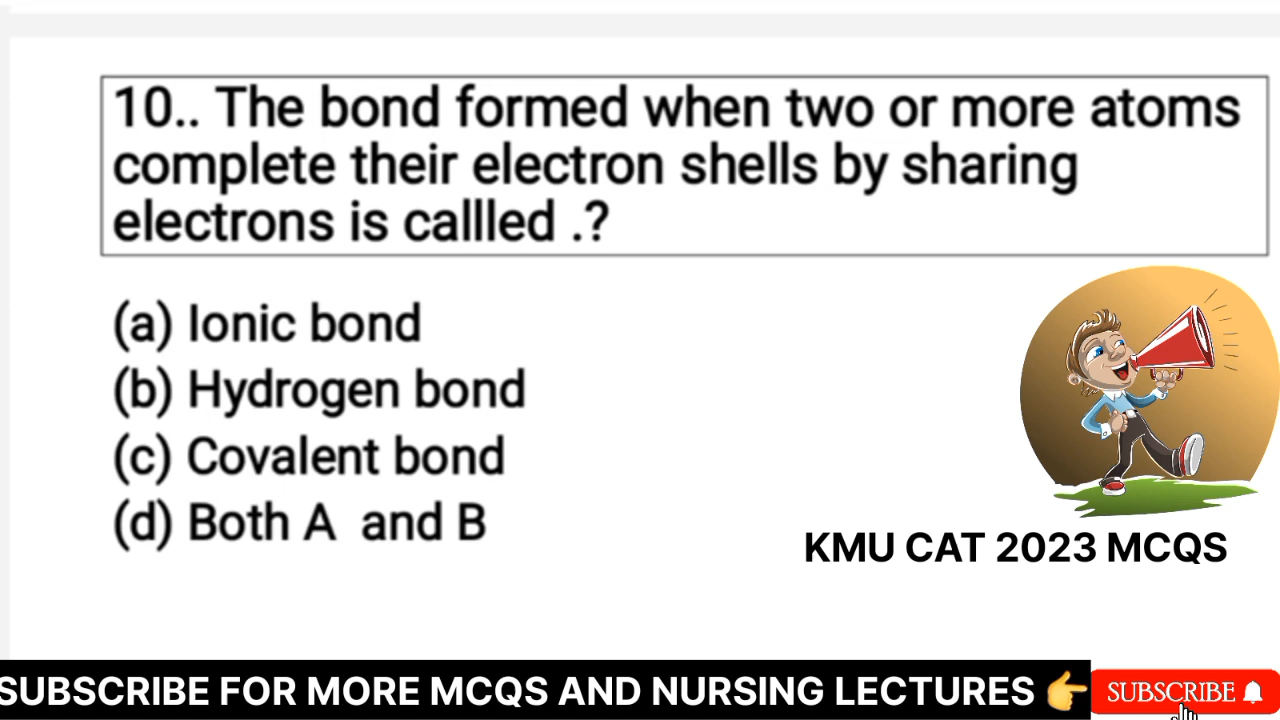 10.. The bond formed when two or more atoms
complete their electron shells by sharing
electrons is callled .?
(a) Ionic bond
(b) Hydrogen bond
(c) Covalent bond
(d) Both A and B
KMU CAT 2023 MCQS
SUBSCRIBE FOR MORE MCQS AND NURSING LECTURES 👉 SUBSCRIBE